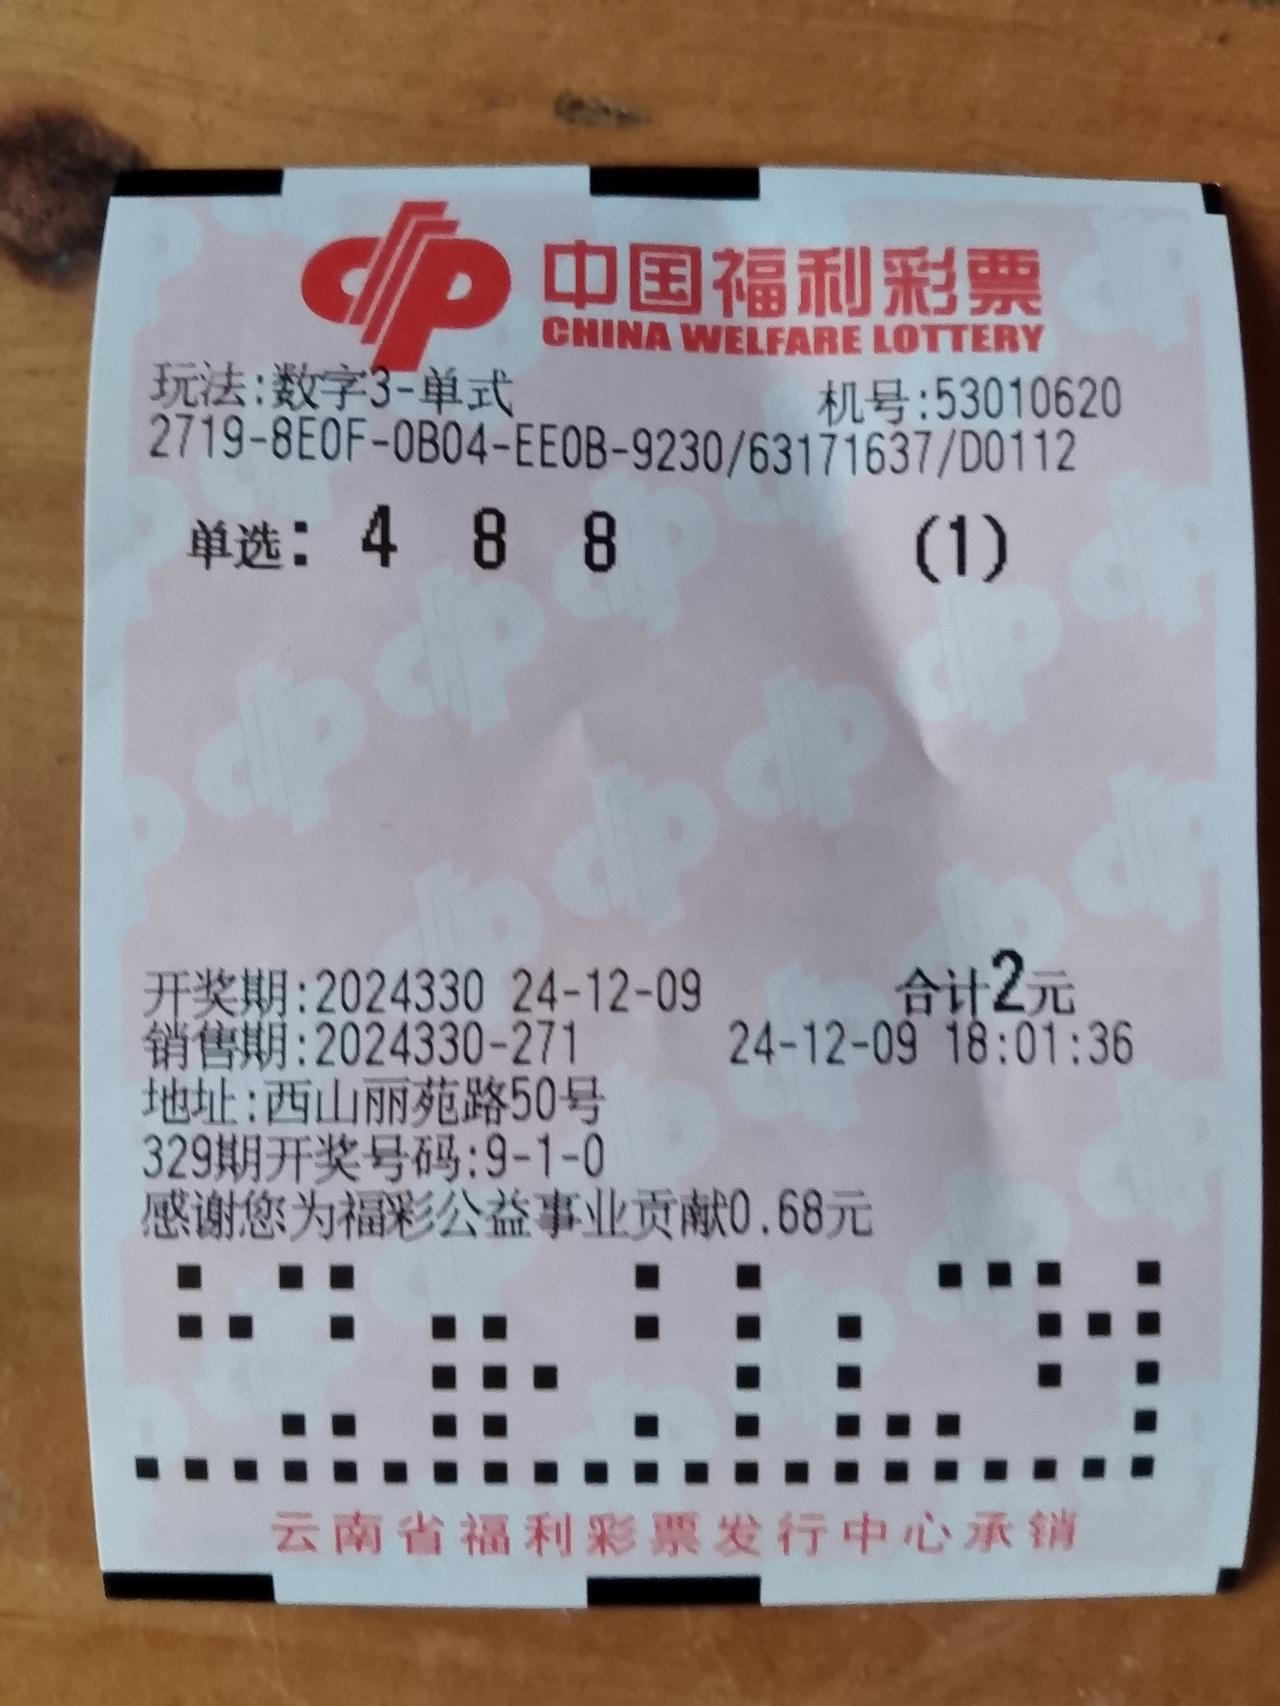 中国福利彩票
CHINA WELFARE LOTTERY
玩法:数字3-单式 机号:53010620
2719-8E0F-0B04-EE0B-9230/63171637/D0112
单选: 4 8 8 (1)
开奖期:2024330 24-12-09 合计2元
销售期:2024330-271 24-12-09 18:01:36
地址:西山丽苑路50号
329期开奖号码:9-1-0
感谢您为福彩公益事业贡献0.68元
云南省福利彩票发行中心承销